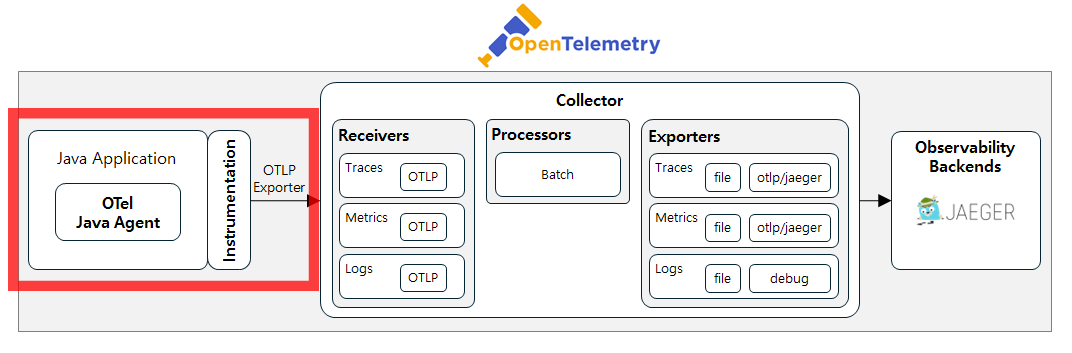 OpenTelemetry
Collector
Java Application
OTel
Java Agent
Instrumentation
OTLP
Exporter
Receivers
Traces
OTLP
Metrics
OTLP
Logs
OTLP
Processors
Batch
Exporters
Traces
file
otlp/jaeger
Metrics
file
otlp/jaeger
Logs
file
debug
Observability
Backends
JAEGER